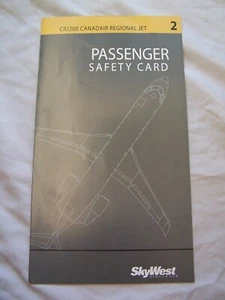 CRJ200 CANADAIR REGIONAL JET 2
PASSENGER
SAFETY CARD
SkyWest